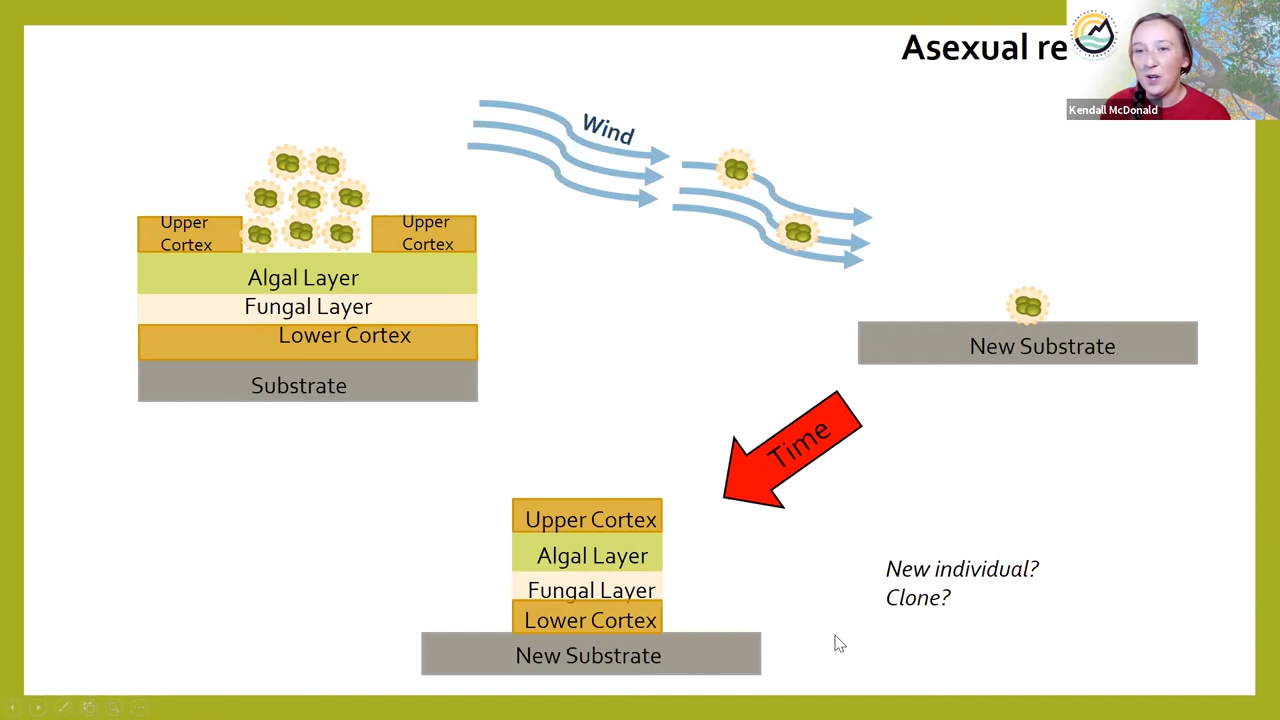 Asexual re
Kendall McDonald
Wind
Upper
Cortex
Upper
Cortex
Algal Layer
Fungal Layer
Lower Cortex
Substrate
New Substrate
Time
Upper Cortex
Algal Layer
Fungal Layer
Lower Cortex
New Substrate
New individual?
Clone?